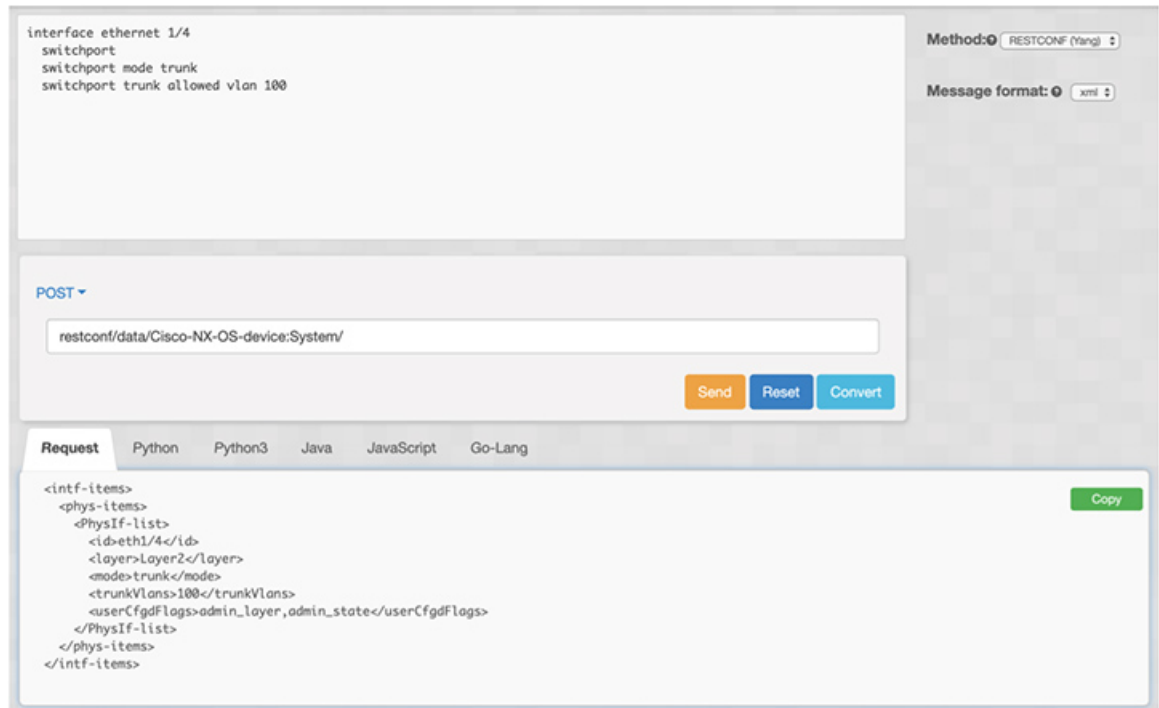 interface ethernet 1/4
  switchport
  switchport mode trunk
  switchport trunk allowed vlan 100
Method: RESTCONF (Yang)
Message format: xml
POST
restconf/data/Cisco-NX-OS-device:System/
Send Reset Convert
Request Python Python3 Java JavaScript Go-Lang
Copy
<intf-items>
  <phys-items>
    <PhysIf-list>
      <id>eth1/4</id>
      <layer>Layer2</layer>
      <mode>trunk</mode>
      <trunkVlans>100</trunkVlans>
      <userCfgdFlags>admin_layer,admin_state</userCfgdFlags>
    </PhysIf-list>
  </phys-items>
</intf-items>